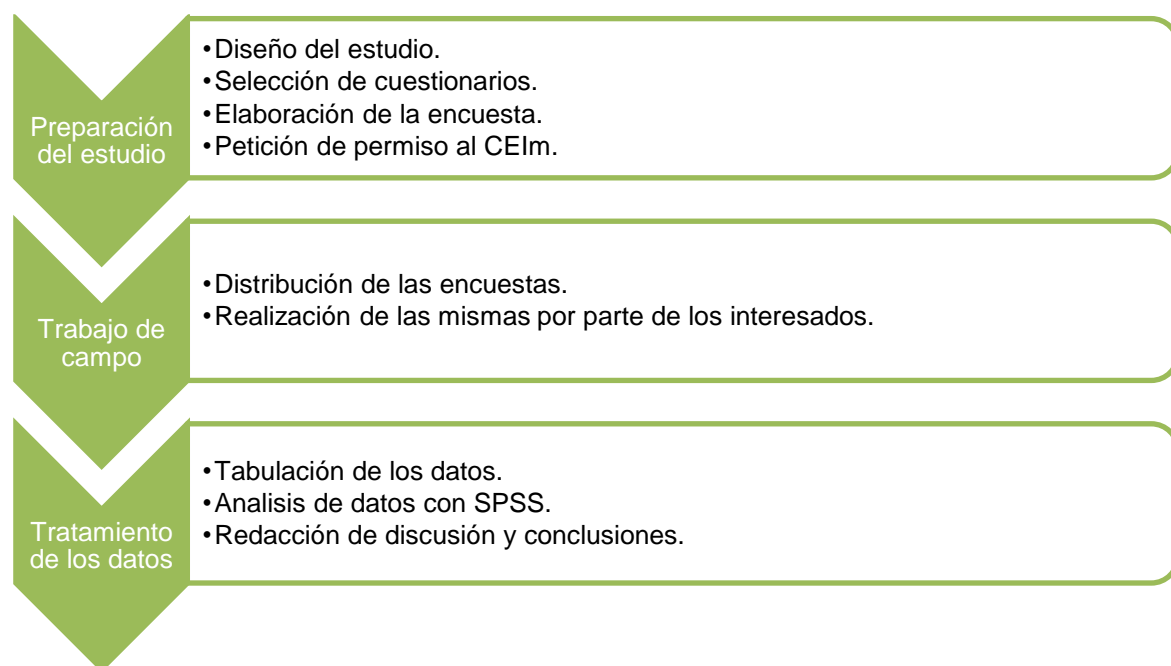 Preparación
del estudio
•Diseño del estudio.
•Selección de cuestionarios.
•Elaboración de la encuesta.
•Petición de permiso al CEIm.
Trabajo de
campo
•Distribución de las encuestas.
•Realización de las mismas por parte de los interesados.
Tratamiento
de los datos
•Tabulación de los datos.
•Analisis de datos con SPSS.
•Redacción de discusión y conclusiones.